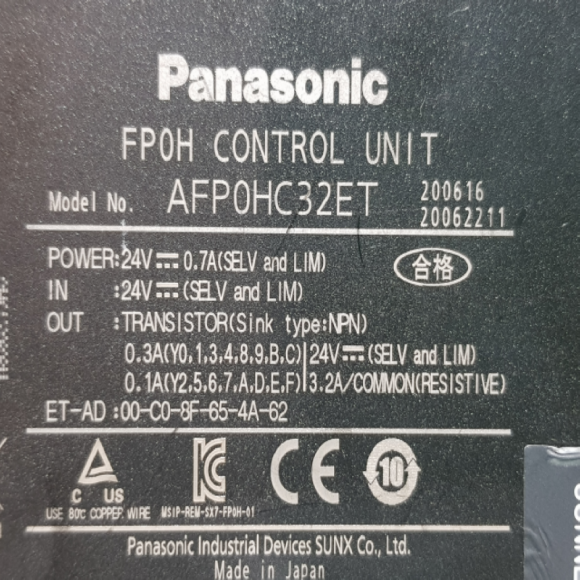 Panasonic
FP0H CONTROL UNIT
Model No. AFP0HC32ET 200616
20062211
POWER:24V⎓ 0.7A(SELV and LIM)
合格
IN :24V⎓(SELV and LIM)
OUT :TRANSISTOR(Sink type:NPN)
0.3A(Y0,1,3,4,8,9,B,C)|24V⎓(SELV and LIM)
0.1A(Y2,5,6,7,A,D,E,F)|3.2A/COMMON(RESISTIVE)
ET-AD :00-C0-8F-65-4A-62
C US
CE
10
USE 80℃ COPPER WIRE MSIP-REM-SX7-FP0H-01
Panasonic Industrial Devices SUNX Co., Ltd.
Made in Japan